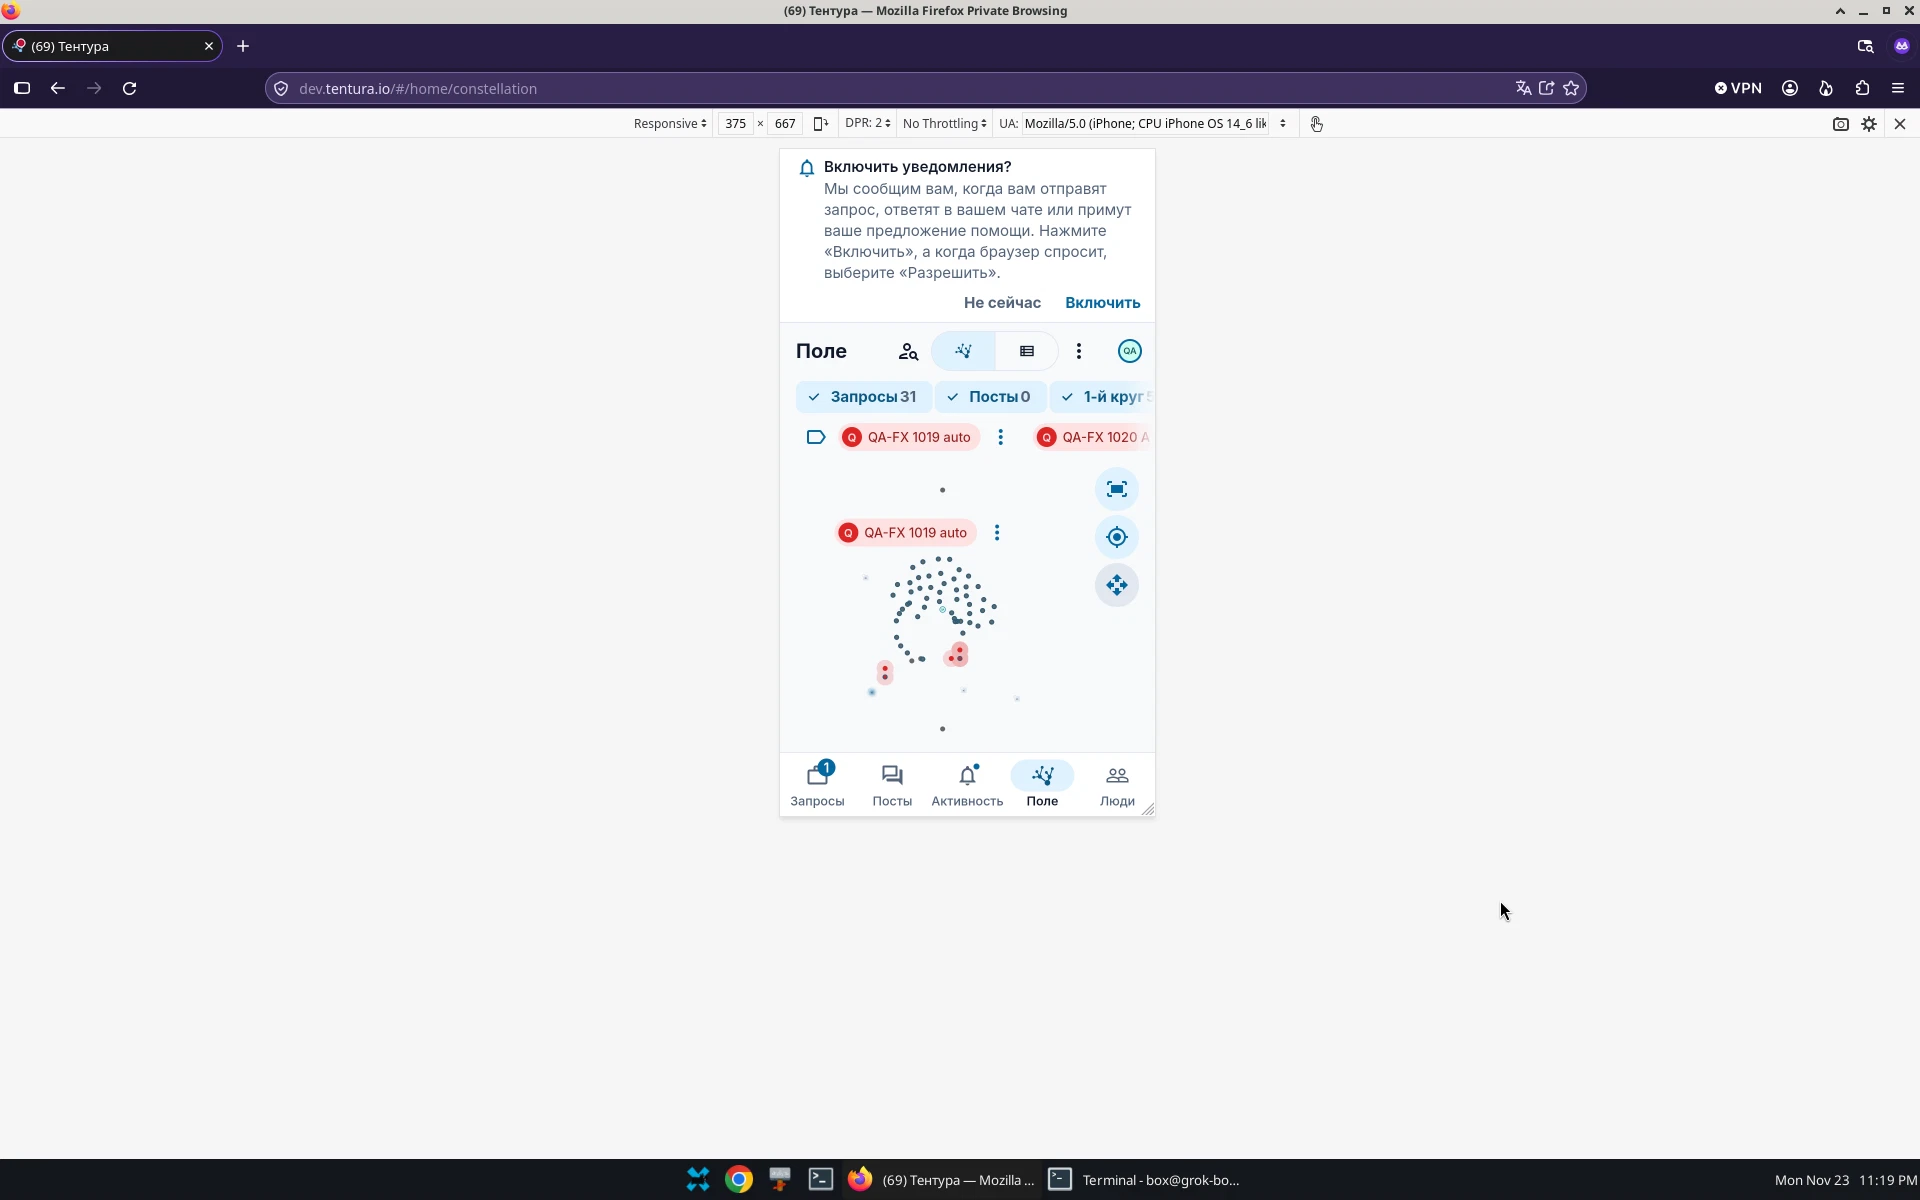 (69) Тентура — Mozilla Firefox Private Browsing
(69) Тентура
dev.tentura.io/#/home/constellation
VPN
Responsive 375 × 667 DPR: 2 No Throttling UA: Mozilla/5.0 (iPhone; CPU iPhone OS 14_6 lik
Включить уведомления?
Мы сообщим вам, когда вам отправят
запрос, ответят в вашем чате или примут
ваше предложение помощи. Нажмите
«Включить», а когда браузер спросит,
выберите «Разрешить».
Не сейчас Включить
Поле QA
Запросы 31 Посты 0 1-й круг
Q QA-FX 1019 auto Q QA-FX 1020 A
Q QA-FX 1019 auto
1
Запросы Посты Активность Поле Люди
(69) Тентура — Mozilla ... Terminal - box@grok-bo... Mon Nov 23 11:19 PM